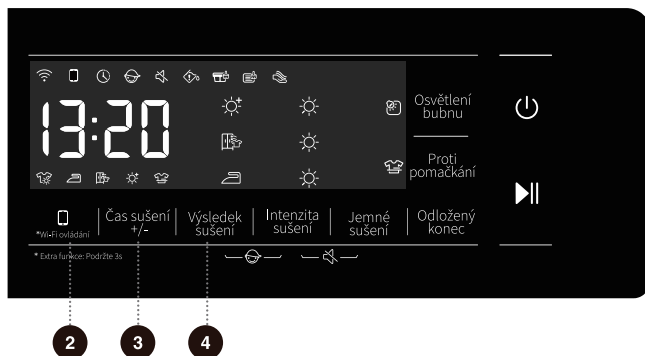 13:20
Osvětlení
bubnu
Proti
pomačkání
*Wi-Fi ovládání
Čas sušení
+/-
Výsledek
sušení
Intenzita
sušení
Jemné
sušení
Odložený
konec
* Extra funkce: Podržte 3s
2 3 4